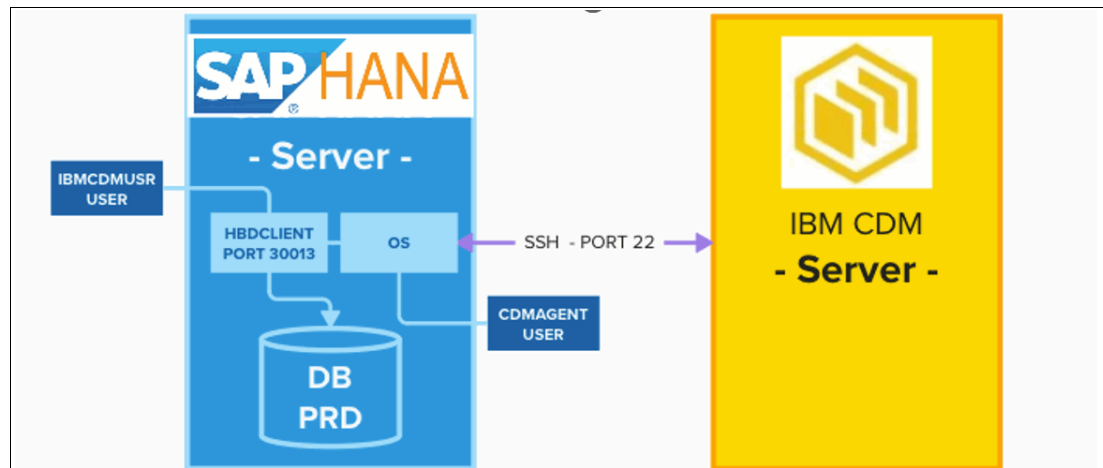 SAP HANA
®
- Server -
IBMCDMUSR
USER
HBDCLIENT
PORT 30013
OS
SSH - PORT 22
CDMAGENT
USER
DB
PRD
IBM CDM
- Server -